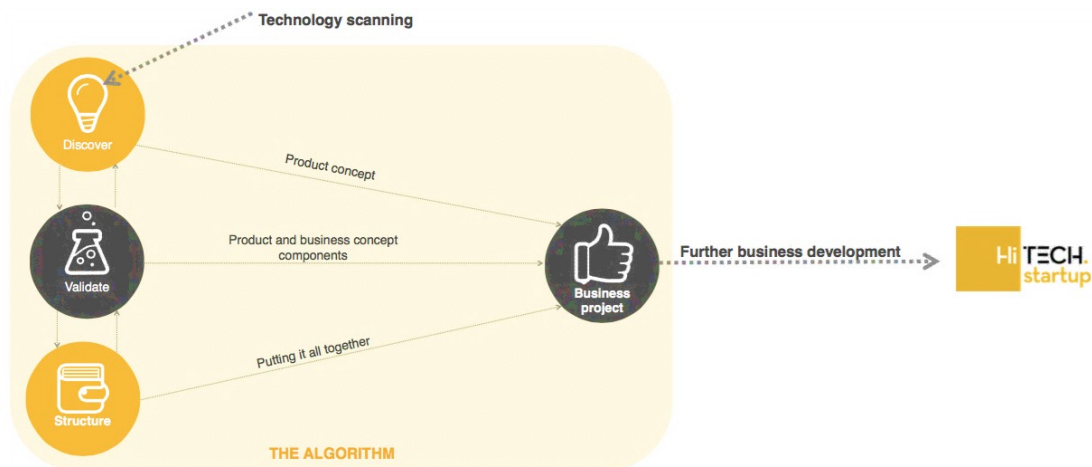 Technology scanning
Discover
Product concept
Validate
Product and business concept
components
Business
project
Further business development
Hi TECH.
startup
Putting it all together
Structure
THE ALGORITHM